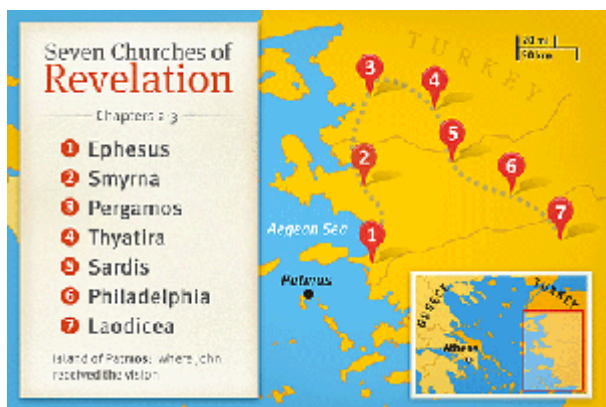 Seven Churches of
Revelation
Chapters 2-3
1 Ephesus
2 Smyrna
3 Pergamos
4 Thyatira
5 Sardis
6 Philadelphia
7 Laodicea
Island of Patmos: where John
received the vision
TURKEY
3
4
5
2
6
7
1
Aegean Sea
Patmos
GREECE
TURKEY
Athens